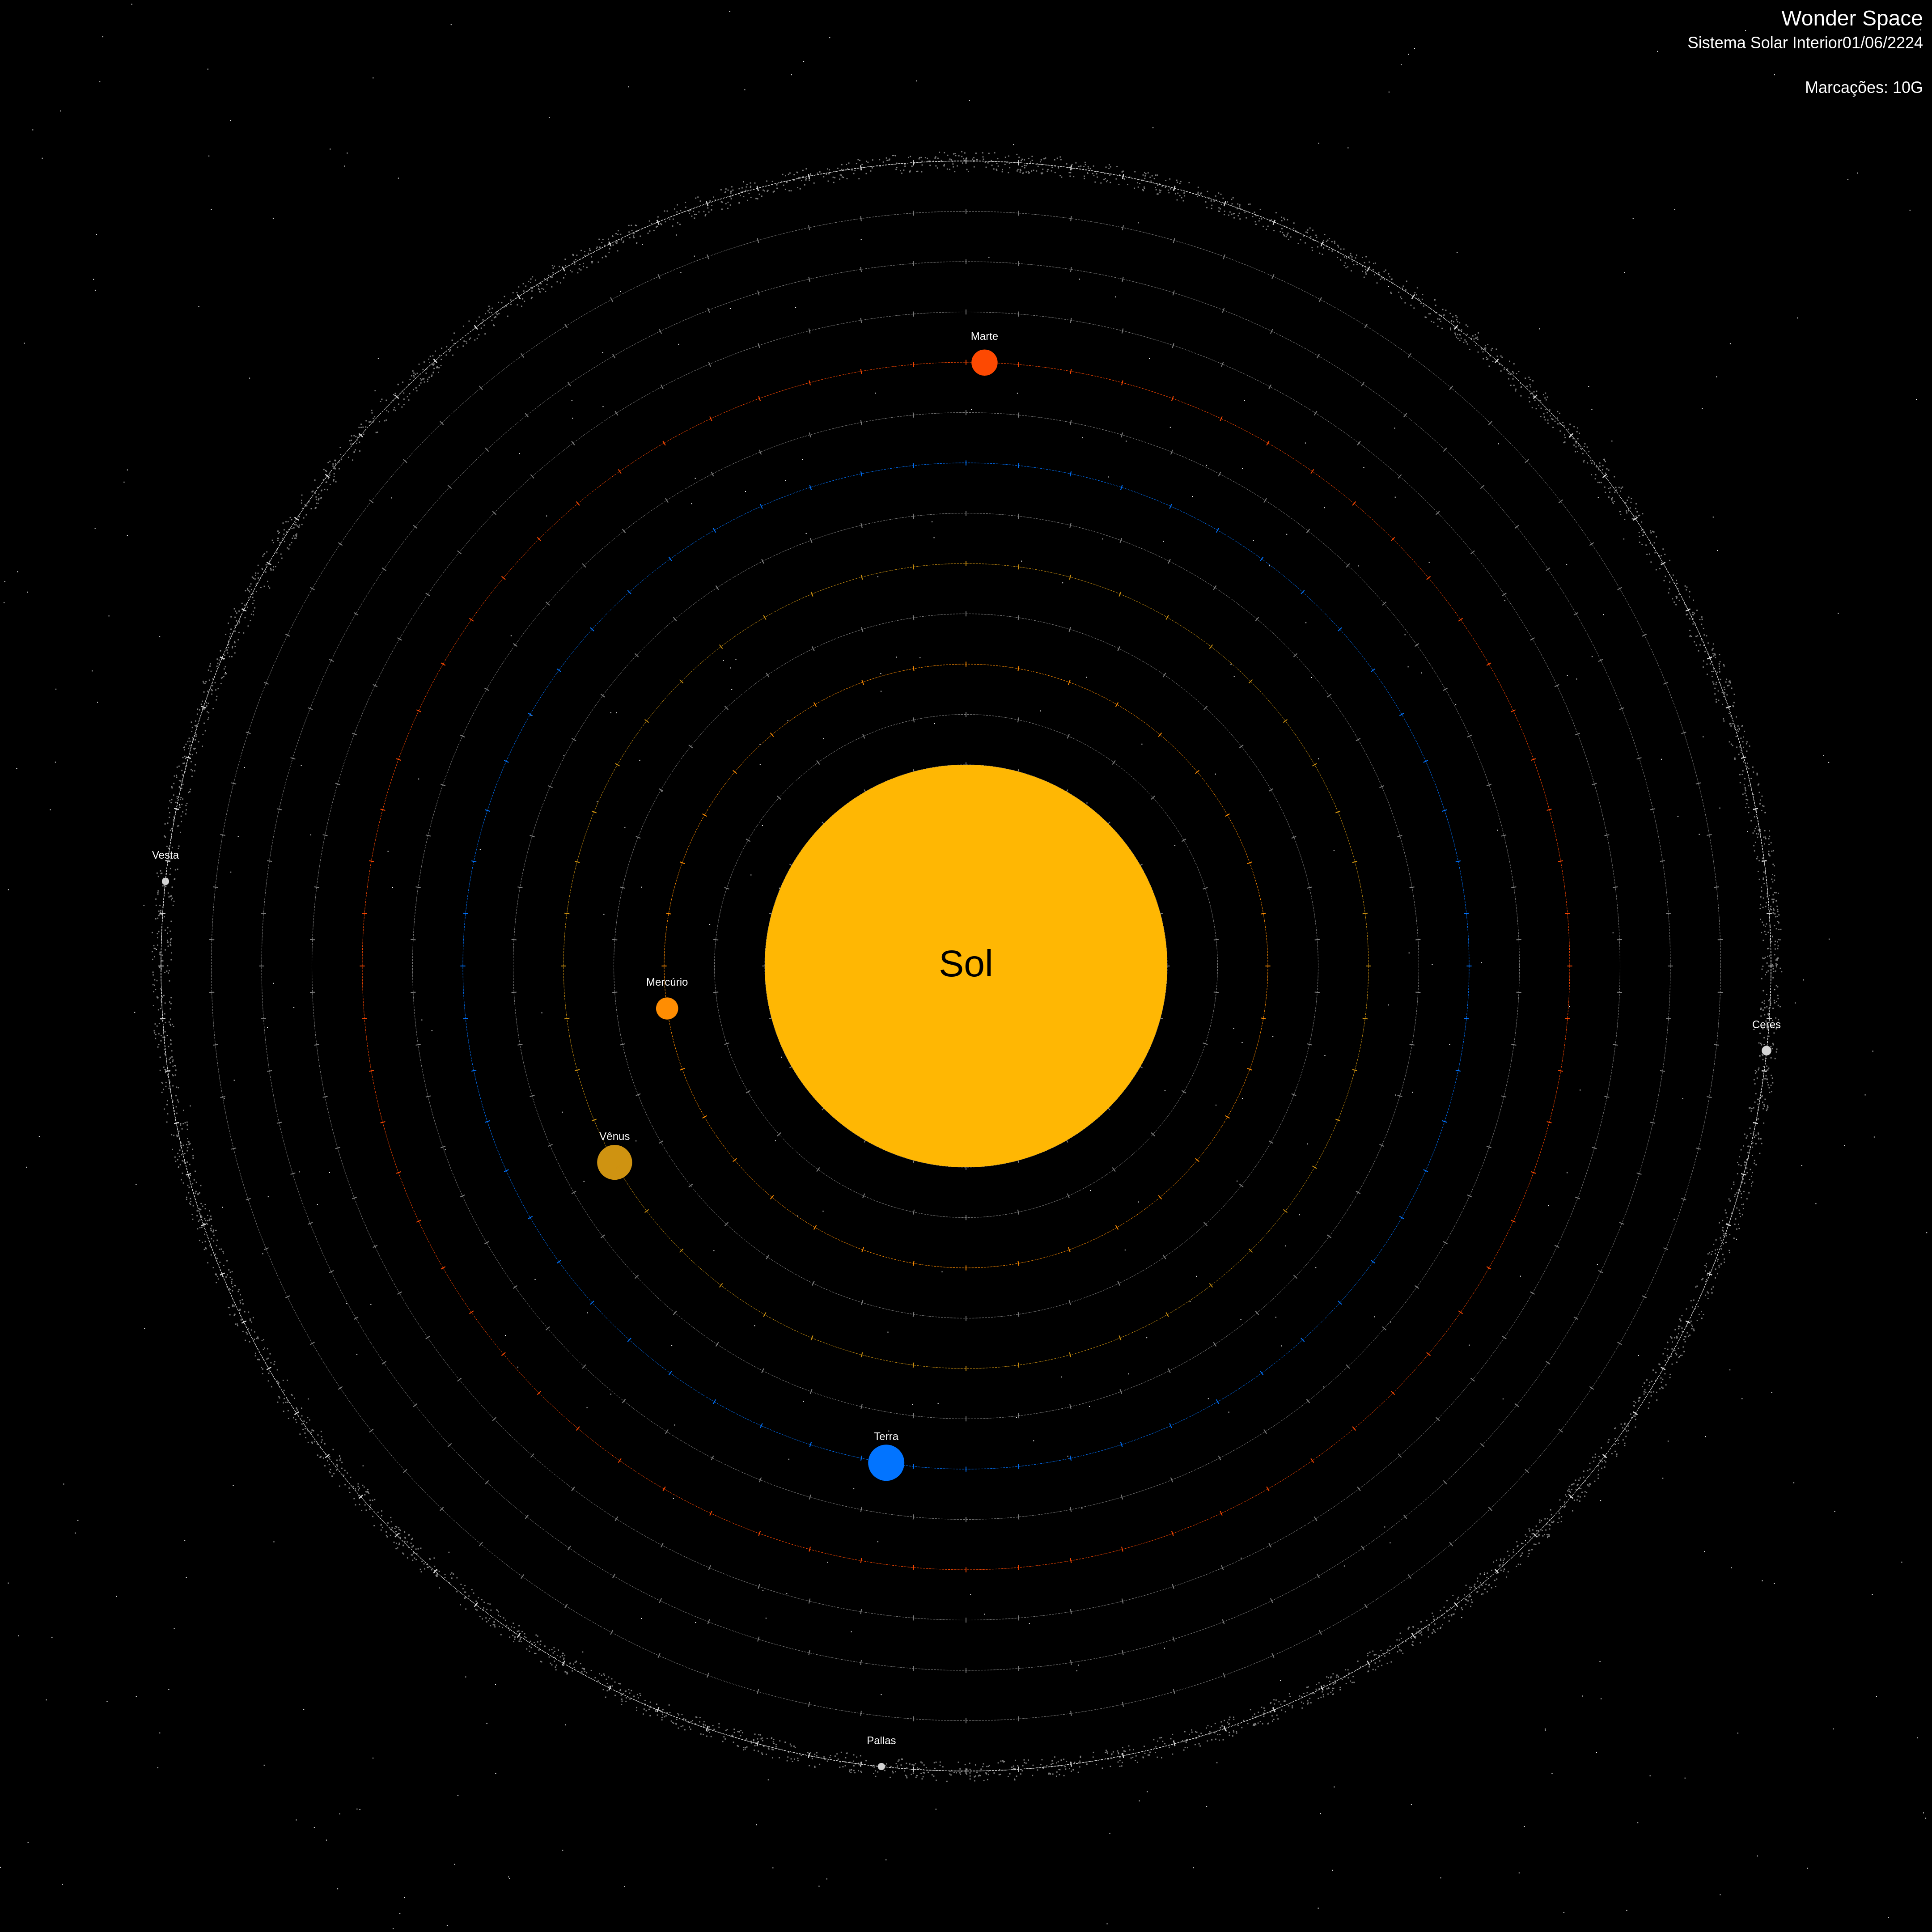 Wonder Space
Sistema Solar Interior01/06/2224
Marcações: 10G
Marte
Vesta
Sol
Mercúrio
Ceres
Vênus
Terra
Pallas